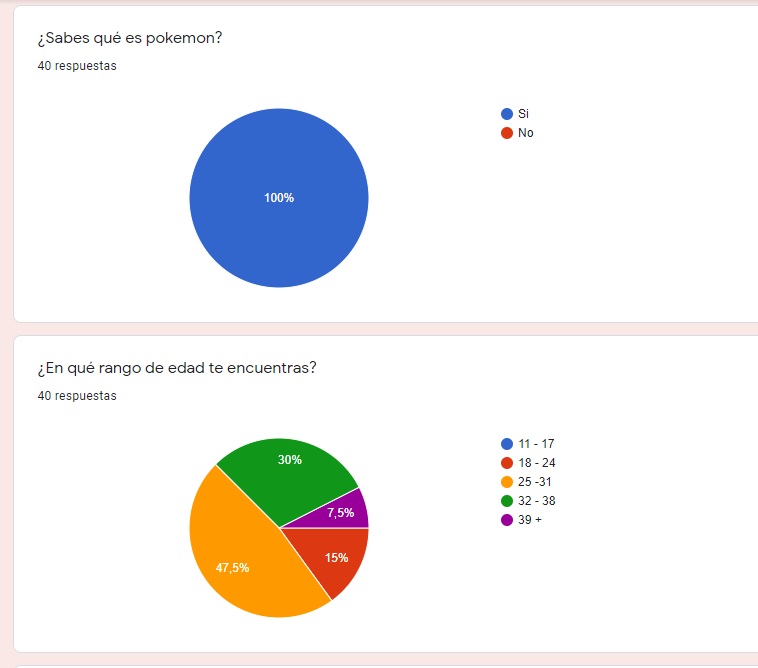 ¿Sabes qué es pokemon?
40 respuestas
Si
No
100%
¿En qué rango de edad te encuentras?
40 respuestas
11 - 17
18 - 24
25 -31
32 - 38
39 +
30%
7,5%
15%
47,5%